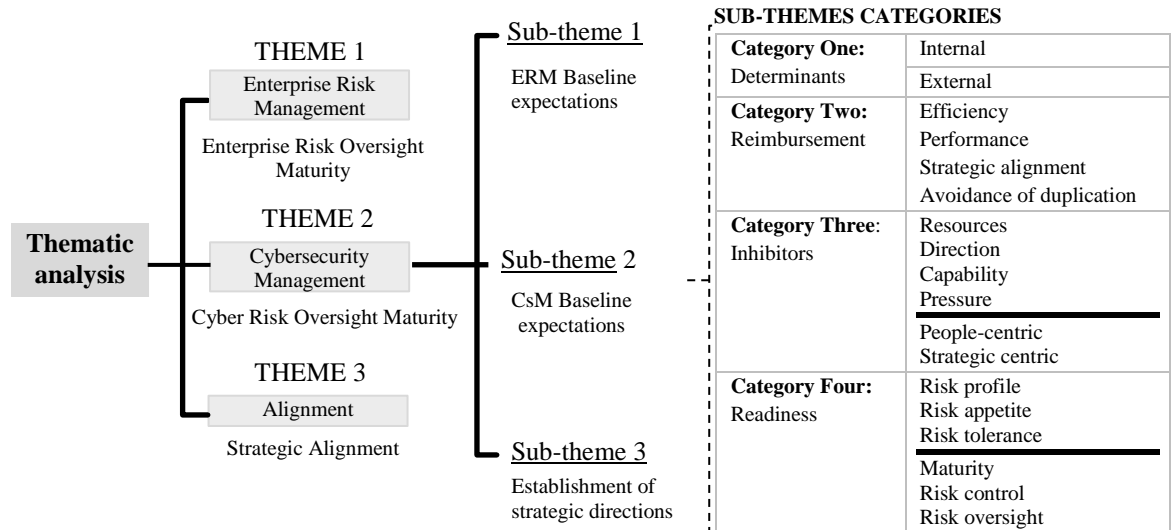 Thematic
analysis
THEME 1
Enterprise Risk
Management
Enterprise Risk Oversight
Maturity
THEME 2
Cybersecurity
Management
Cyber Risk Oversight Maturity
THEME 3
Alignment
Strategic Alignment
Sub-theme 1
ERM Baseline
expectations
Sub-theme 2
CsM Baseline
expectations
Sub-theme 3
Establishment of
strategic directions
SUB-THEMES CATEGORIES
Category One:
Determinants
Internal
External
Category Two:
Reimbursement
Efficiency
Performance
Strategic alignment
Avoidance of duplication
Category Three:
Inhibitors
Resources
Direction
Capability
Pressure
People-centric
Strategic centric
Category Four:
Readiness
Risk profile
Risk appetite
Risk tolerance
Maturity
Risk control
Risk oversight